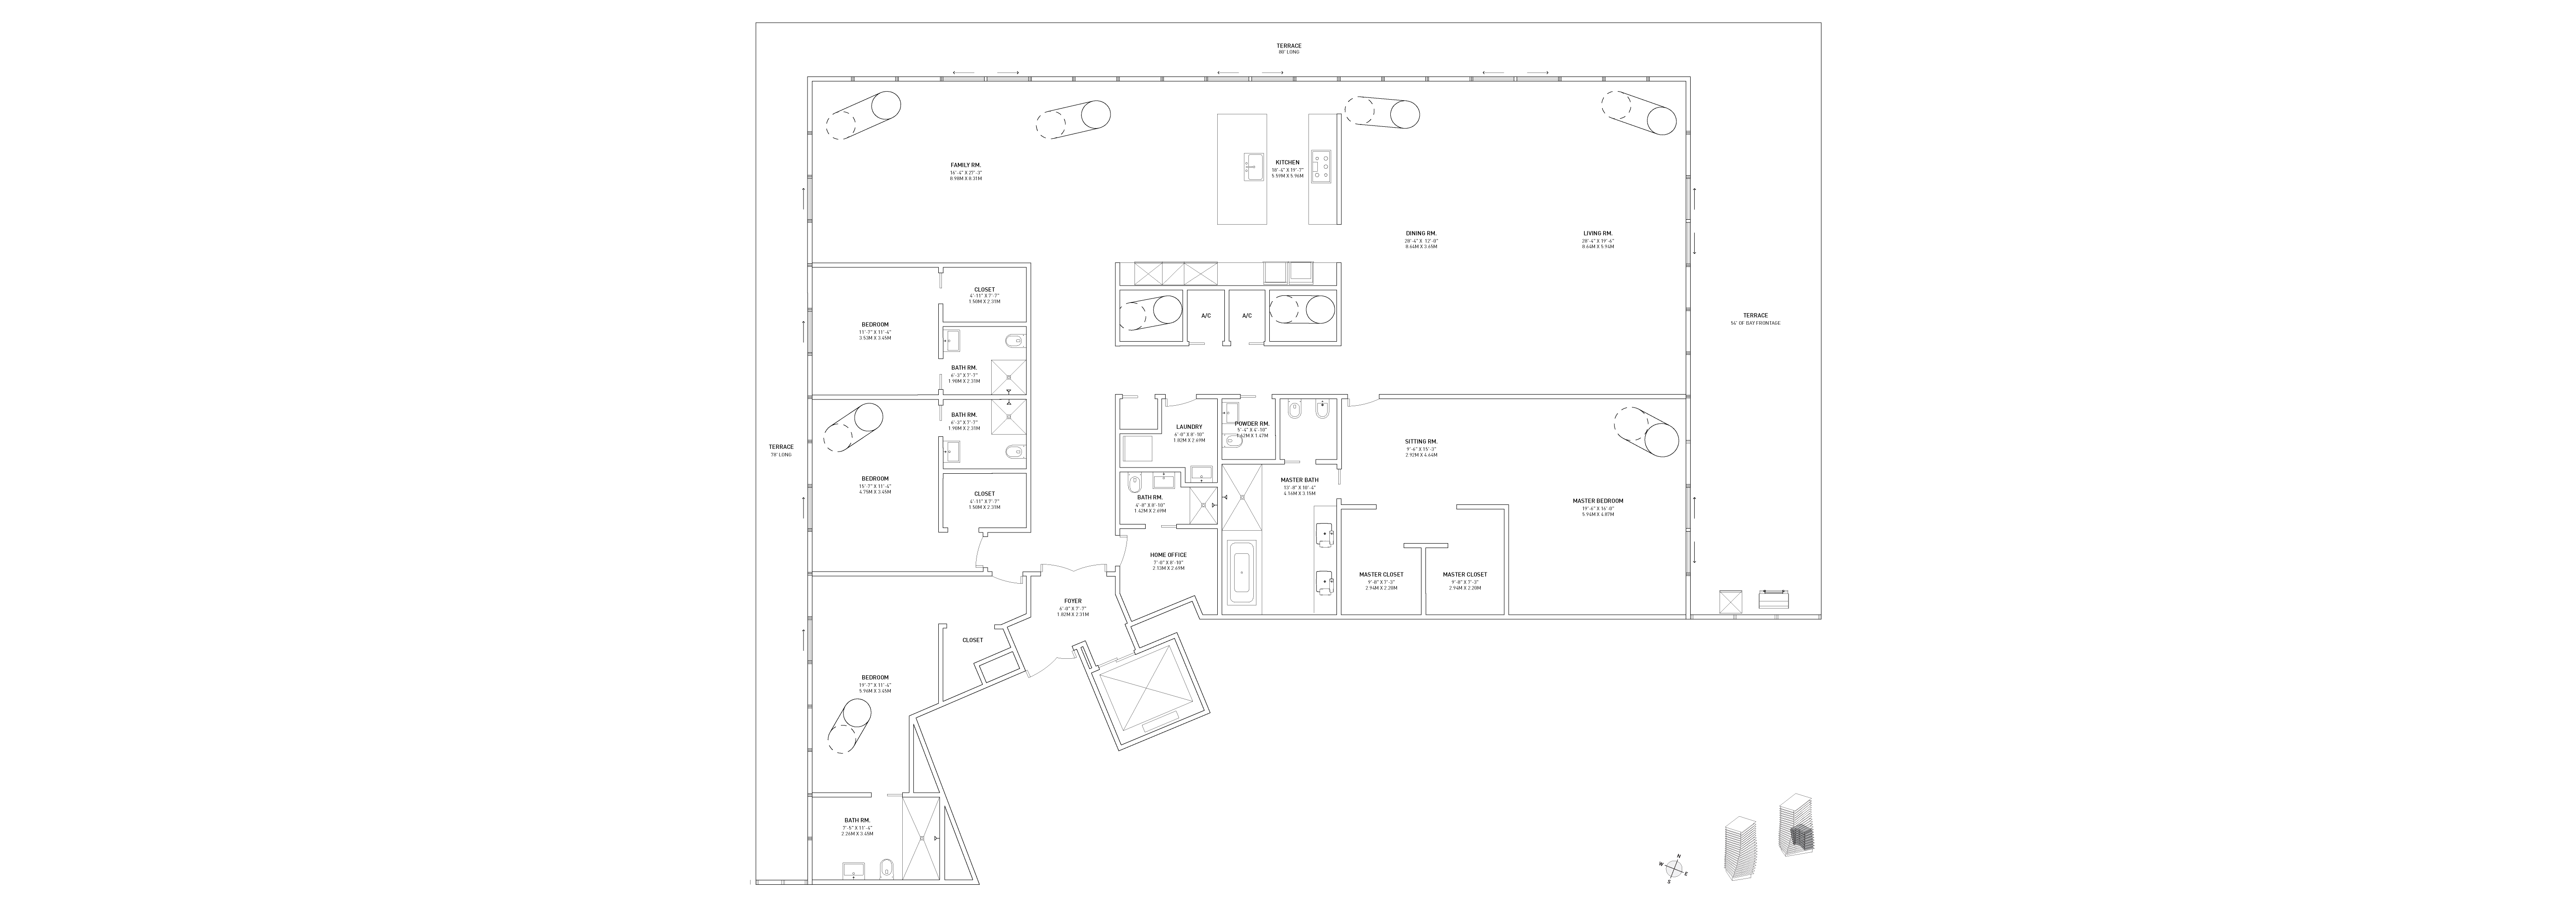 TERRACE
88' LONG
FAMILY RM.
16'-4" X 27'-3"
8.98M X 8.31M
KITCHEN
18'-4" X 19'-7"
5.59M X 5.96M
DINING RM.
28'-4" X 12'-0"
8.64M X 3.65M
LIVING RM.
28'-4" X 19'-6"
8.64M X 5.94M
CLOSET
4'-11" X 7'-7"
1.50M X 2.31M
BEDROOM
11'-7" X 11'-4"
3.53M X 3.45M
A/C
A/C
TERRACE
54' OF BAY FRONTAGE
BATH RM.
6'-3" X 7'-7"
1.90M X 2.31M
BATH RM.
6'-3" X 7'-7"
1.90M X 2.31M
TERRACE
78' LONG
LAUNDRY
6'-0" X 8'-10"
1.82M X 2.69M
POWDER RM.
5'-4" X 4'-10"
1.62M X 1.47M
SITTING RM.
9'-6" X 15'-3"
2.92M X 4.64M
BEDROOM
15'-7" X 11'-4"
4.75M X 3.45M
CLOSET
4'-11" X 7'-7"
1.50M X 2.31M
BATH RM.
4'-8" X 8'-10"
1.42M X 2.69M
MASTER BATH
13'-8" X 10'-4"
4.16M X 3.15M
MASTER BEDROOM
19'-6" X 16'-0"
5.94M X 4.87M
HOME OFFICE
7'-0" X 8'-10"
2.13M X 2.69M
MASTER CLOSET
9'-8" X 7'-3"
2.94M X 2.20M
MASTER CLOSET
9'-8" X 7'-3"
2.94M X 2.20M
FOYER
6'-0" X 7'-7"
1.82M X 2.31M
CLOSET
BEDROOM
19'-7" X 11'-4"
5.96M X 3.45M
BATH RM.
7'-5" X 11'-4"
2.26M X 3.45M
N
W
E
S